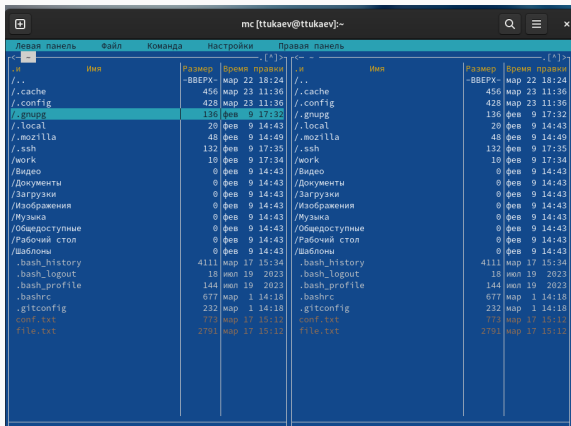 mc [ttukaev@ttukaev]:~
Левая панель Файл Команда Настройки Правая панель
<— ~ .[^]> <— ~ .[^]>
.и Имя Размер Время правки .и Имя Размер Время правки
/.. -ВВЕРХ- мар 22 18:24 /.. -ВВЕРХ- мар 22 18:24
/.cache 456 мар 23 11:36 /.cache 456 мар 23 11:36
/.config 428 мар 23 11:36 /.config 428 мар 23 11:36
/.gnupg 136 фев 9 17:32 /.gnupg 136 фев 9 17:32
/.local 20 фев 9 14:43 /.local 20 фев 9 14:43
/.mozilla 48 фев 9 14:49 /.mozilla 48 фев 9 14:49
/.ssh 132 фев 9 17:35 /.ssh 132 фев 9 17:35
/work 10 фев 9 17:34 /work 10 фев 9 17:34
/Видео 0 фев 9 14:43 /Видео 0 фев 9 14:43
/Документы 0 фев 9 14:43 /Документы 0 фев 9 14:43
/Загрузки 0 фев 9 14:43 /Загрузки 0 фев 9 14:43
/Изображения 0 фев 9 14:43 /Изображения 0 фев 9 14:43
/Музыка 0 фев 9 14:43 /Музыка 0 фев 9 14:43
/Общедоступные 0 фев 9 14:43 /Общедоступные 0 фев 9 14:43
/Рабочий стол 0 фев 9 14:43 /Рабочий стол 0 фев 9 14:43
/Шаблоны 0 фев 9 14:43 /Шаблоны 0 фев 9 14:43
.bash_history 4111 мар 17 15:34 .bash_history 4111 мар 17 15:34
.bash_logout 18 июл 19 2023 .bash_logout 18 июл 19 2023
.bash_profile 144 июл 19 2023 .bash_profile 144 июл 19 2023
.bashrc 677 мар 1 14:18 .bashrc 677 мар 1 14:18
.gitconfig 232 мар 1 14:18 .gitconfig 232 мар 1 14:18
conf.txt 773 мар 17 15:12 conf.txt 773 мар 17 15:12
file.txt 2791 мар 17 15:12 file.txt 2791 мар 17 15:12